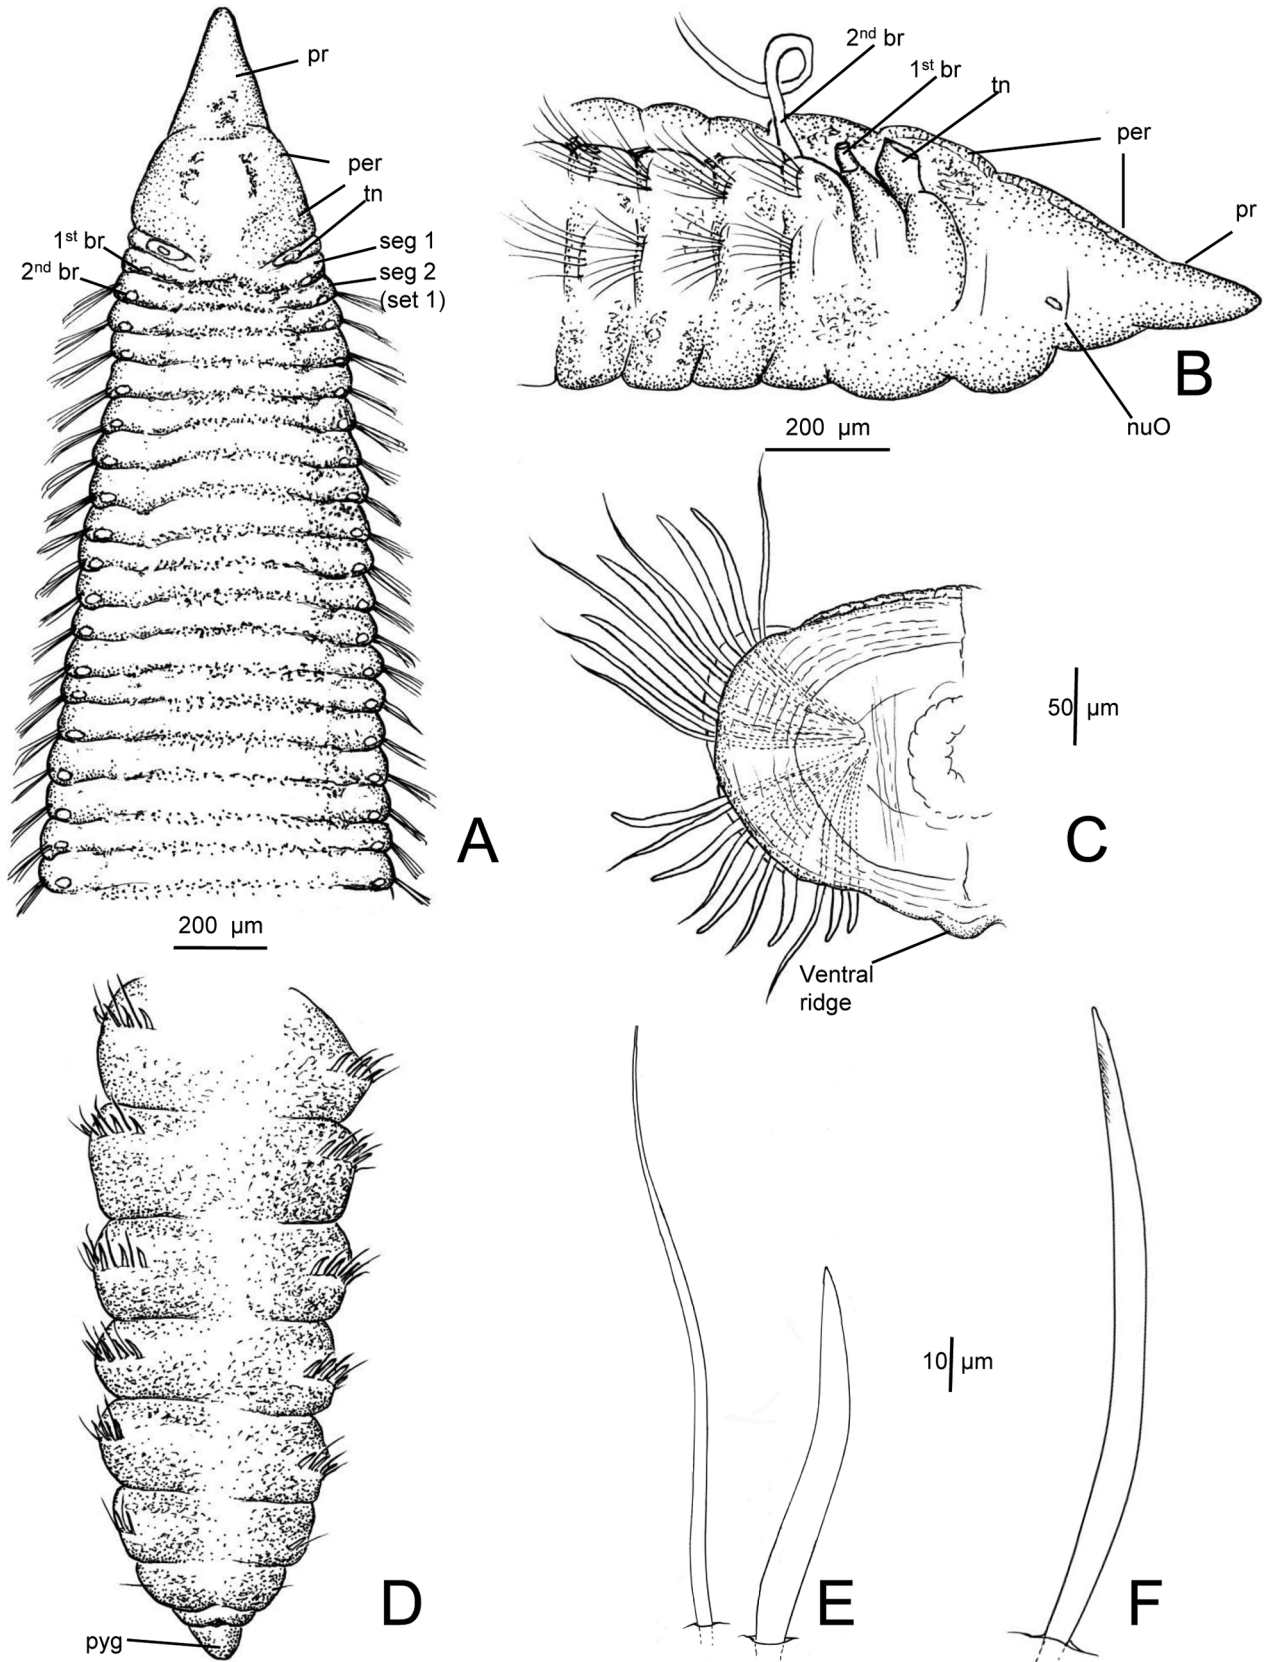 pr
per
tn
1st br
2nd br
seg 1
seg 2
(set 1)
A
200 µm
2nd br
1st br
tn
per
pr
B
nuO
200 µm
50 µm
C
Ventral
ridge
D
pyg
10 µm
E
F